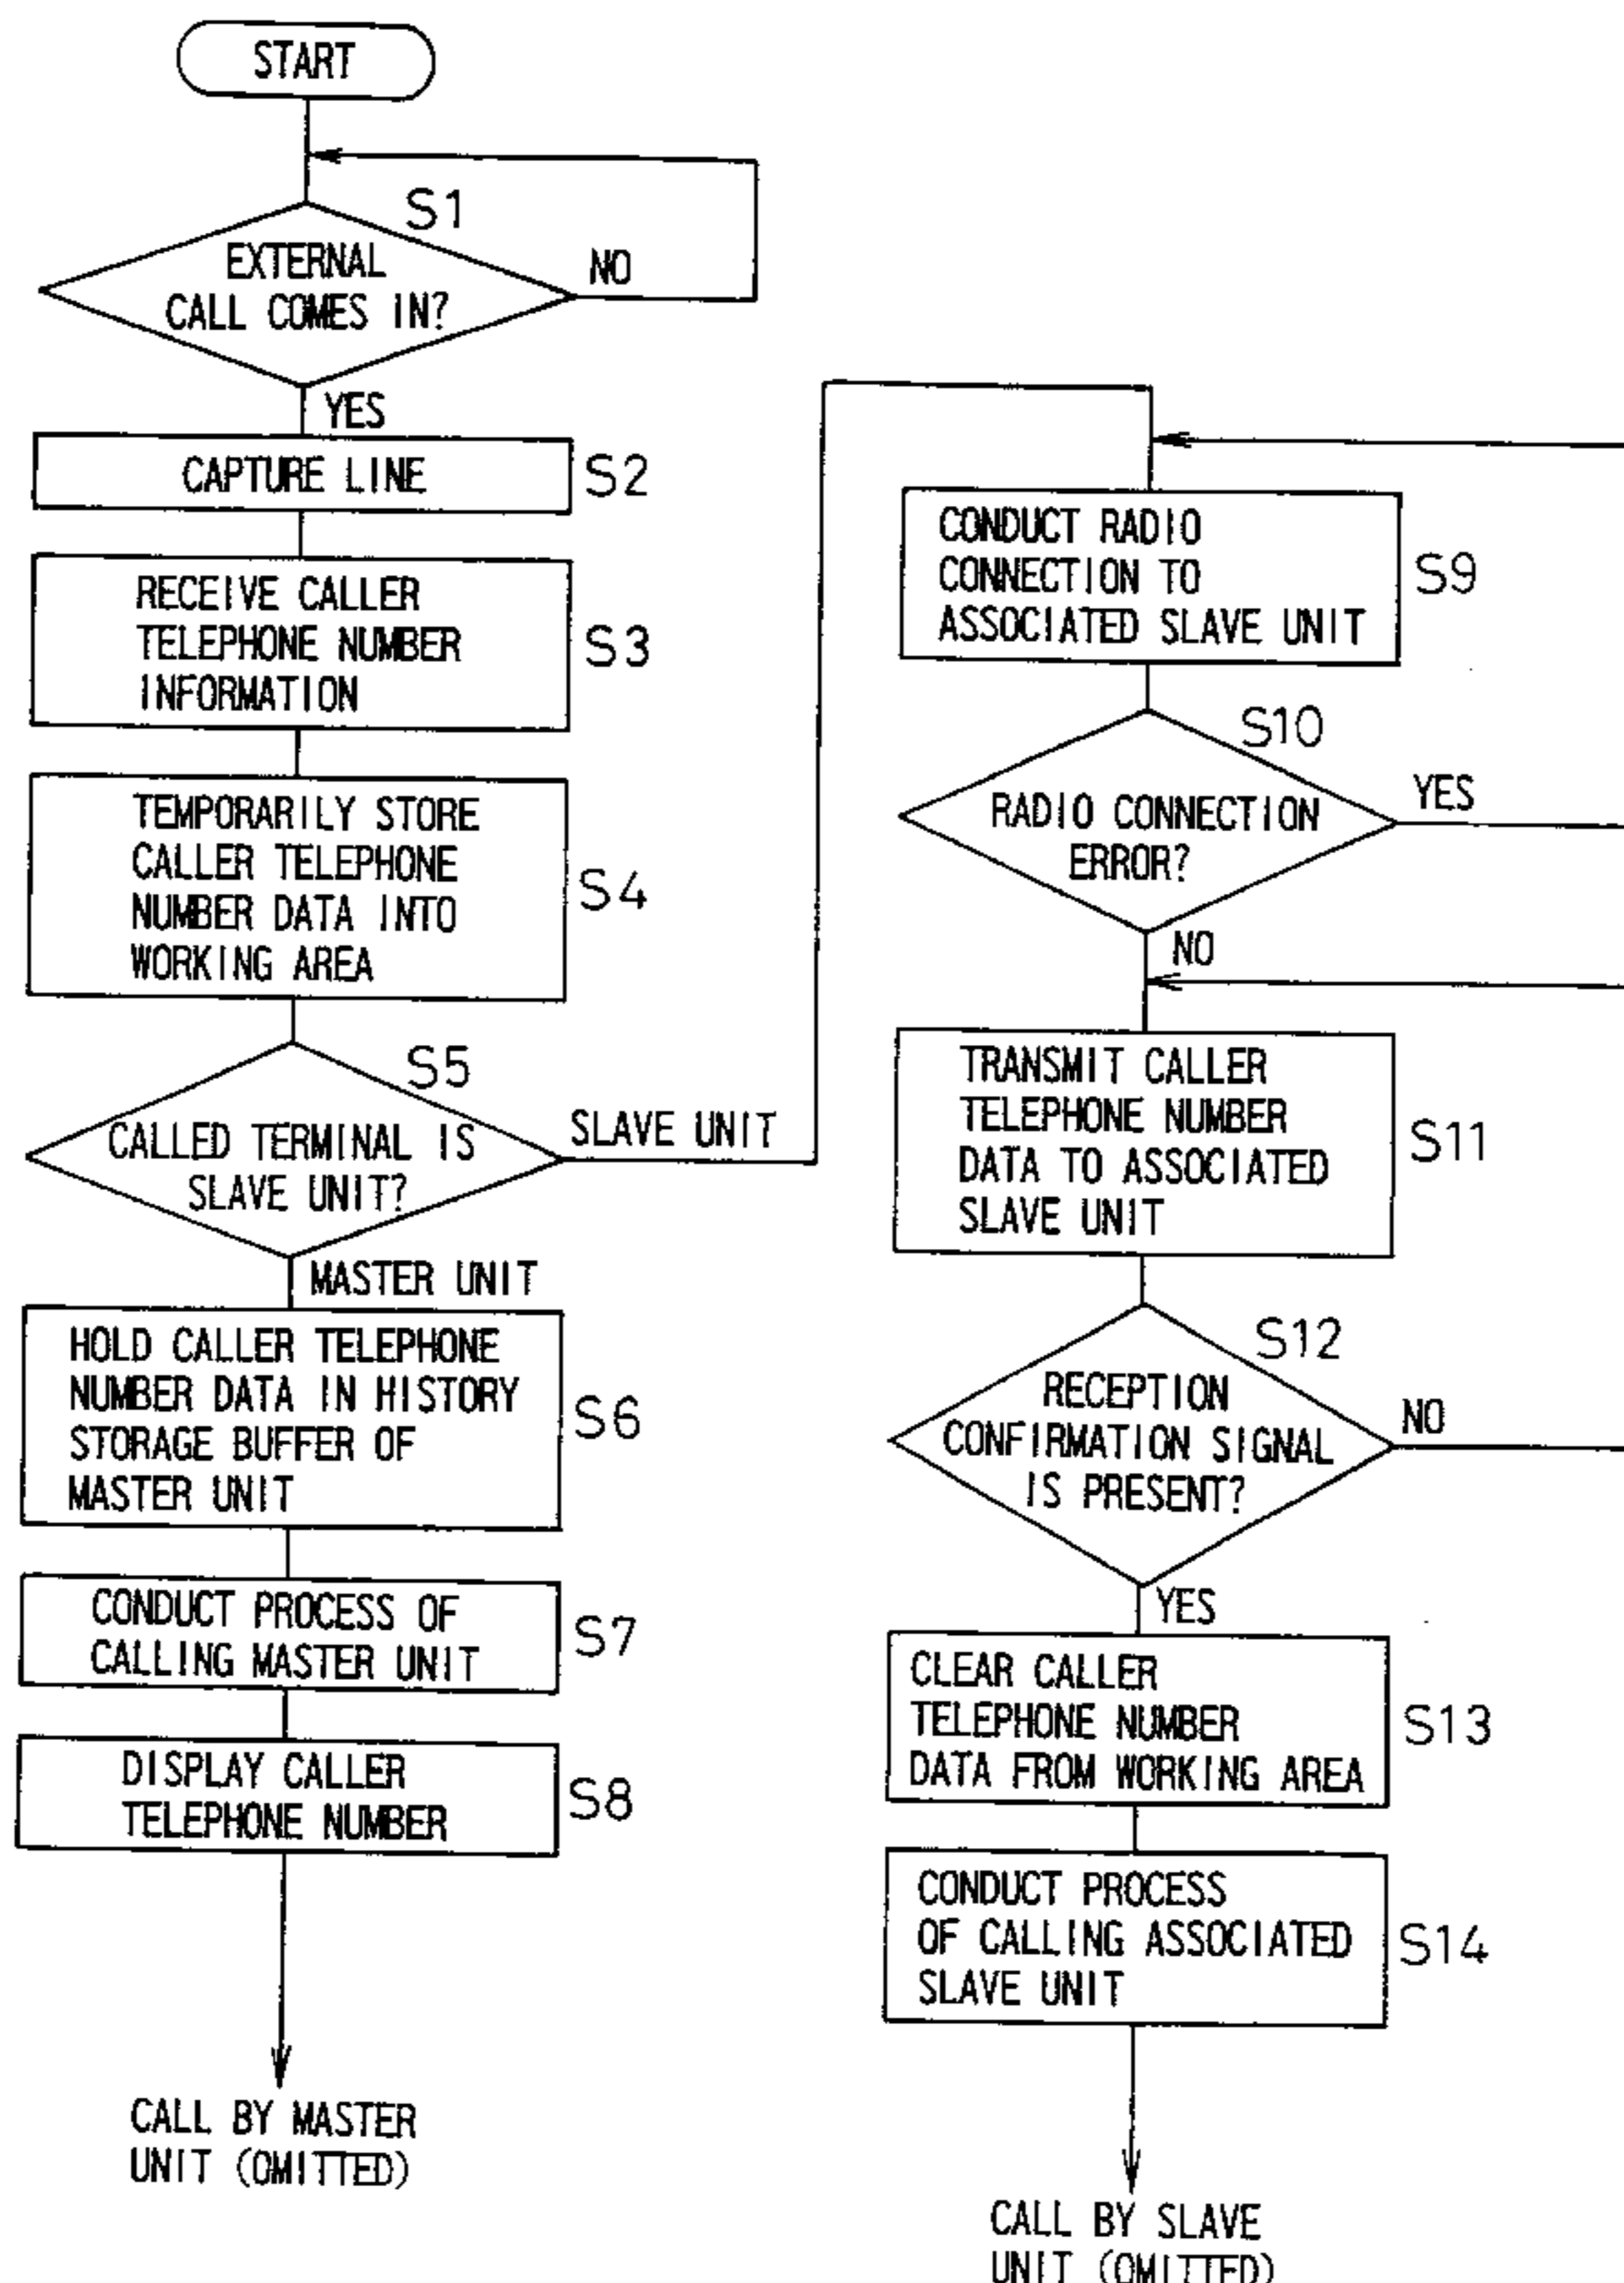 START
S1
EXTERNAL
CALL COMES IN?
NO
YES
CAPTURE LINE
S2
RECEIVE CALLER
TELEPHONE NUMBER
INFORMATION
S3
TEMPORARILY STORE
CALLER TELEPHONE
NUMBER DATA INTO
WORKING AREA
S4
S5
CALLED TERMINAL IS
SLAVE UNIT?
SLAVE UNIT
MASTER UNIT
HOLD CALLER TELEPHONE
NUMBER DATA IN HISTORY
STORAGE BUFFER OF
MASTER UNIT
S6
CONDUCT PROCESS OF
CALLING MASTER UNIT
S7
DISPLAY CALLER
TELEPHONE NUMBER
S8
CALL BY MASTER
UNIT (OMITTED)
CONDUCT RADIO
CONNECTION TO
ASSOCIATED SLAVE UNIT
S9
S10
RADIO CONNECTION
ERROR?
YES
NO
TRANSMIT CALLER
TELEPHONE NUMBER
DATA TO ASSOCIATED
SLAVE UNIT
S11
S12
RECEPTION
CONFIRMATION SIGNAL
IS PRESENT?
NO
YES
CLEAR CALLER
TELEPHONE NUMBER
DATA FROM WORKING AREA
S13
CONDUCT PROCESS
OF CALLING ASSOCIATED
SLAVE UNIT
S14
CALL BY SLAVE
UNIT (OMITTED)